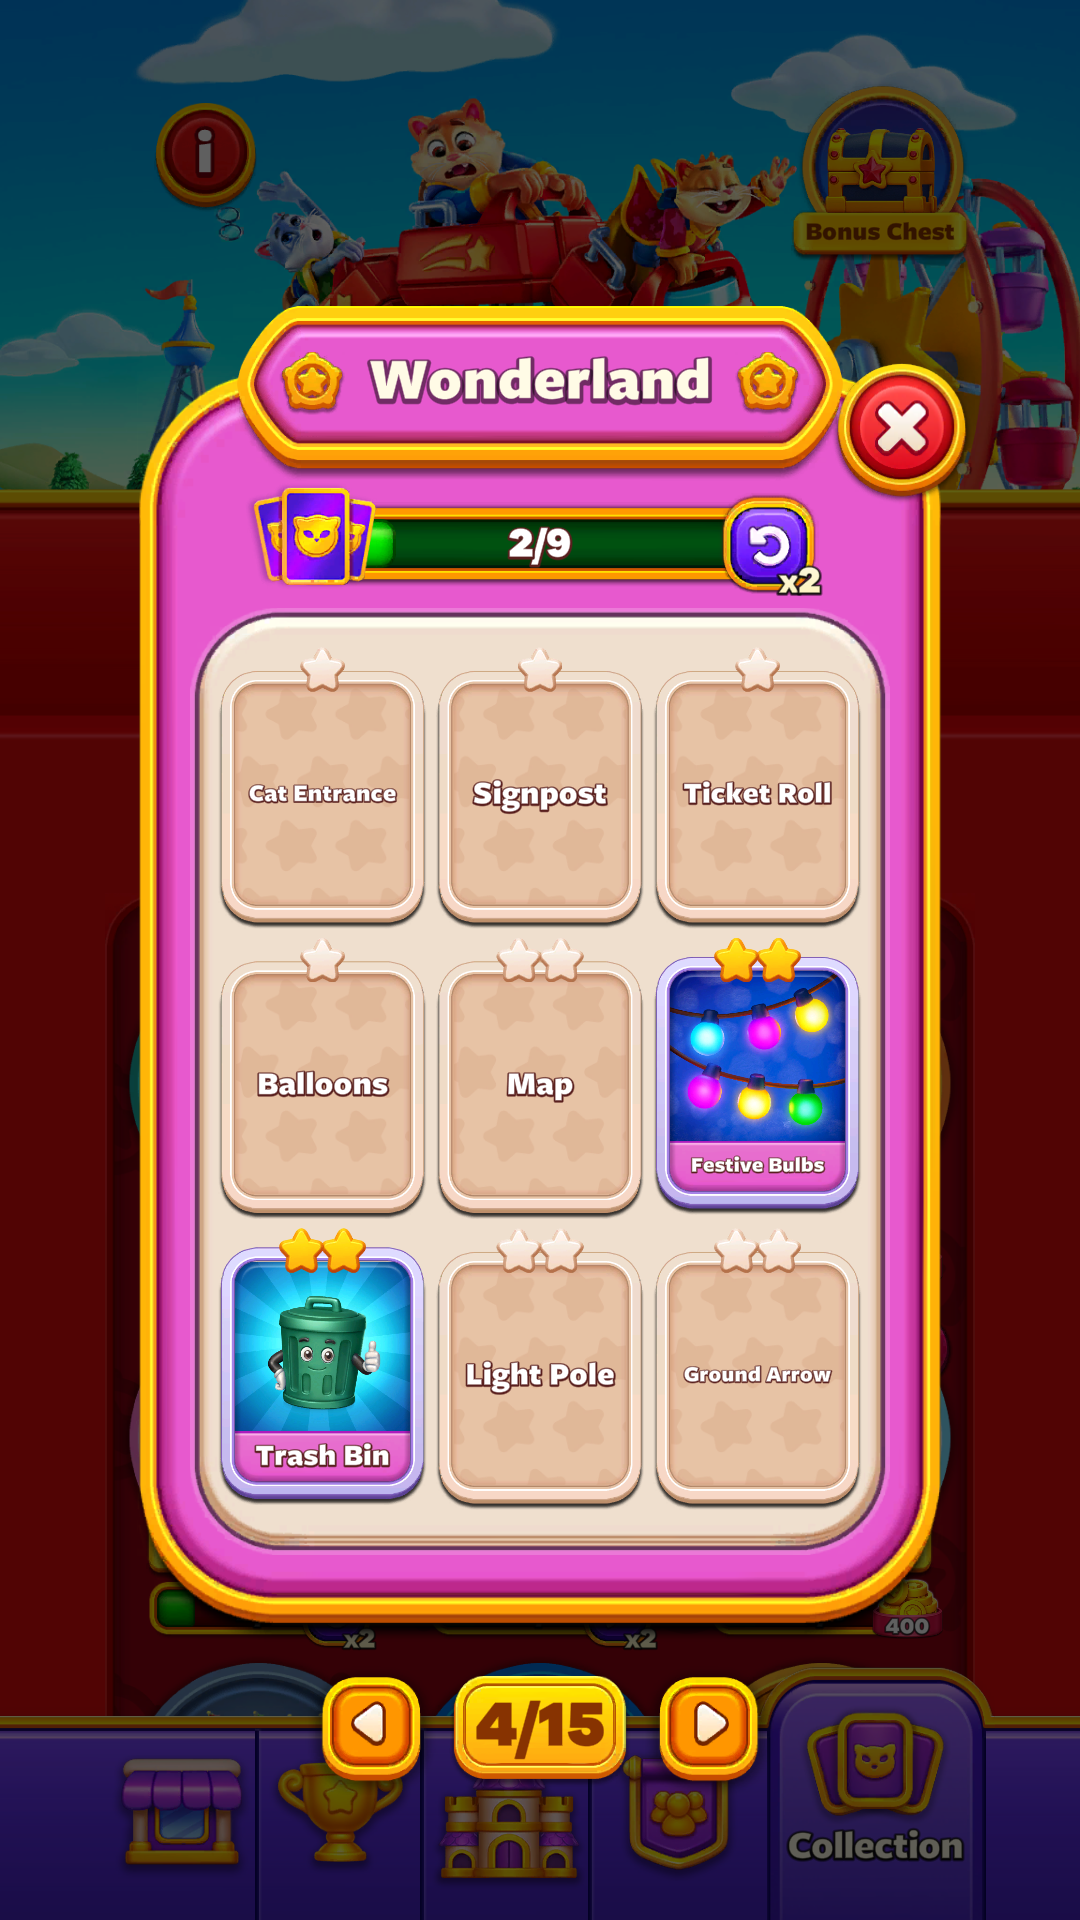 i
Bonus Chest
Wonderland
2/9
x2
Cat Entrance
Signpost
Ticket Roll
Balloons
Map
Festive Bulbs
Trash Bin
Light Pole
Ground Arrow
x2
x2
400
4/15
Collection